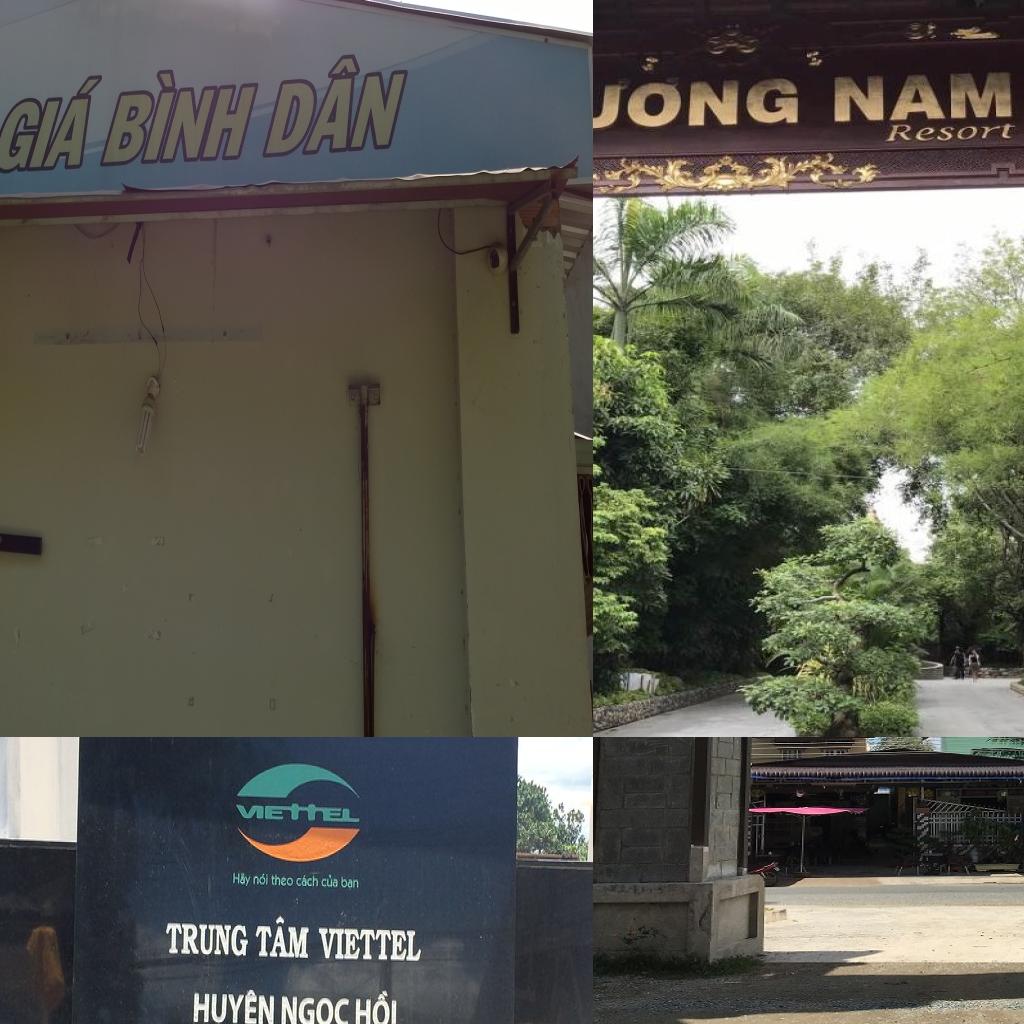 GIÁ BÌNH DÂN
ƯƠNG NAM
Resort
VIETTEL
Hãy nói theo cách của bạn
TRUNG TÂM VIETTEL
HUYỆN NGỌC HỒI